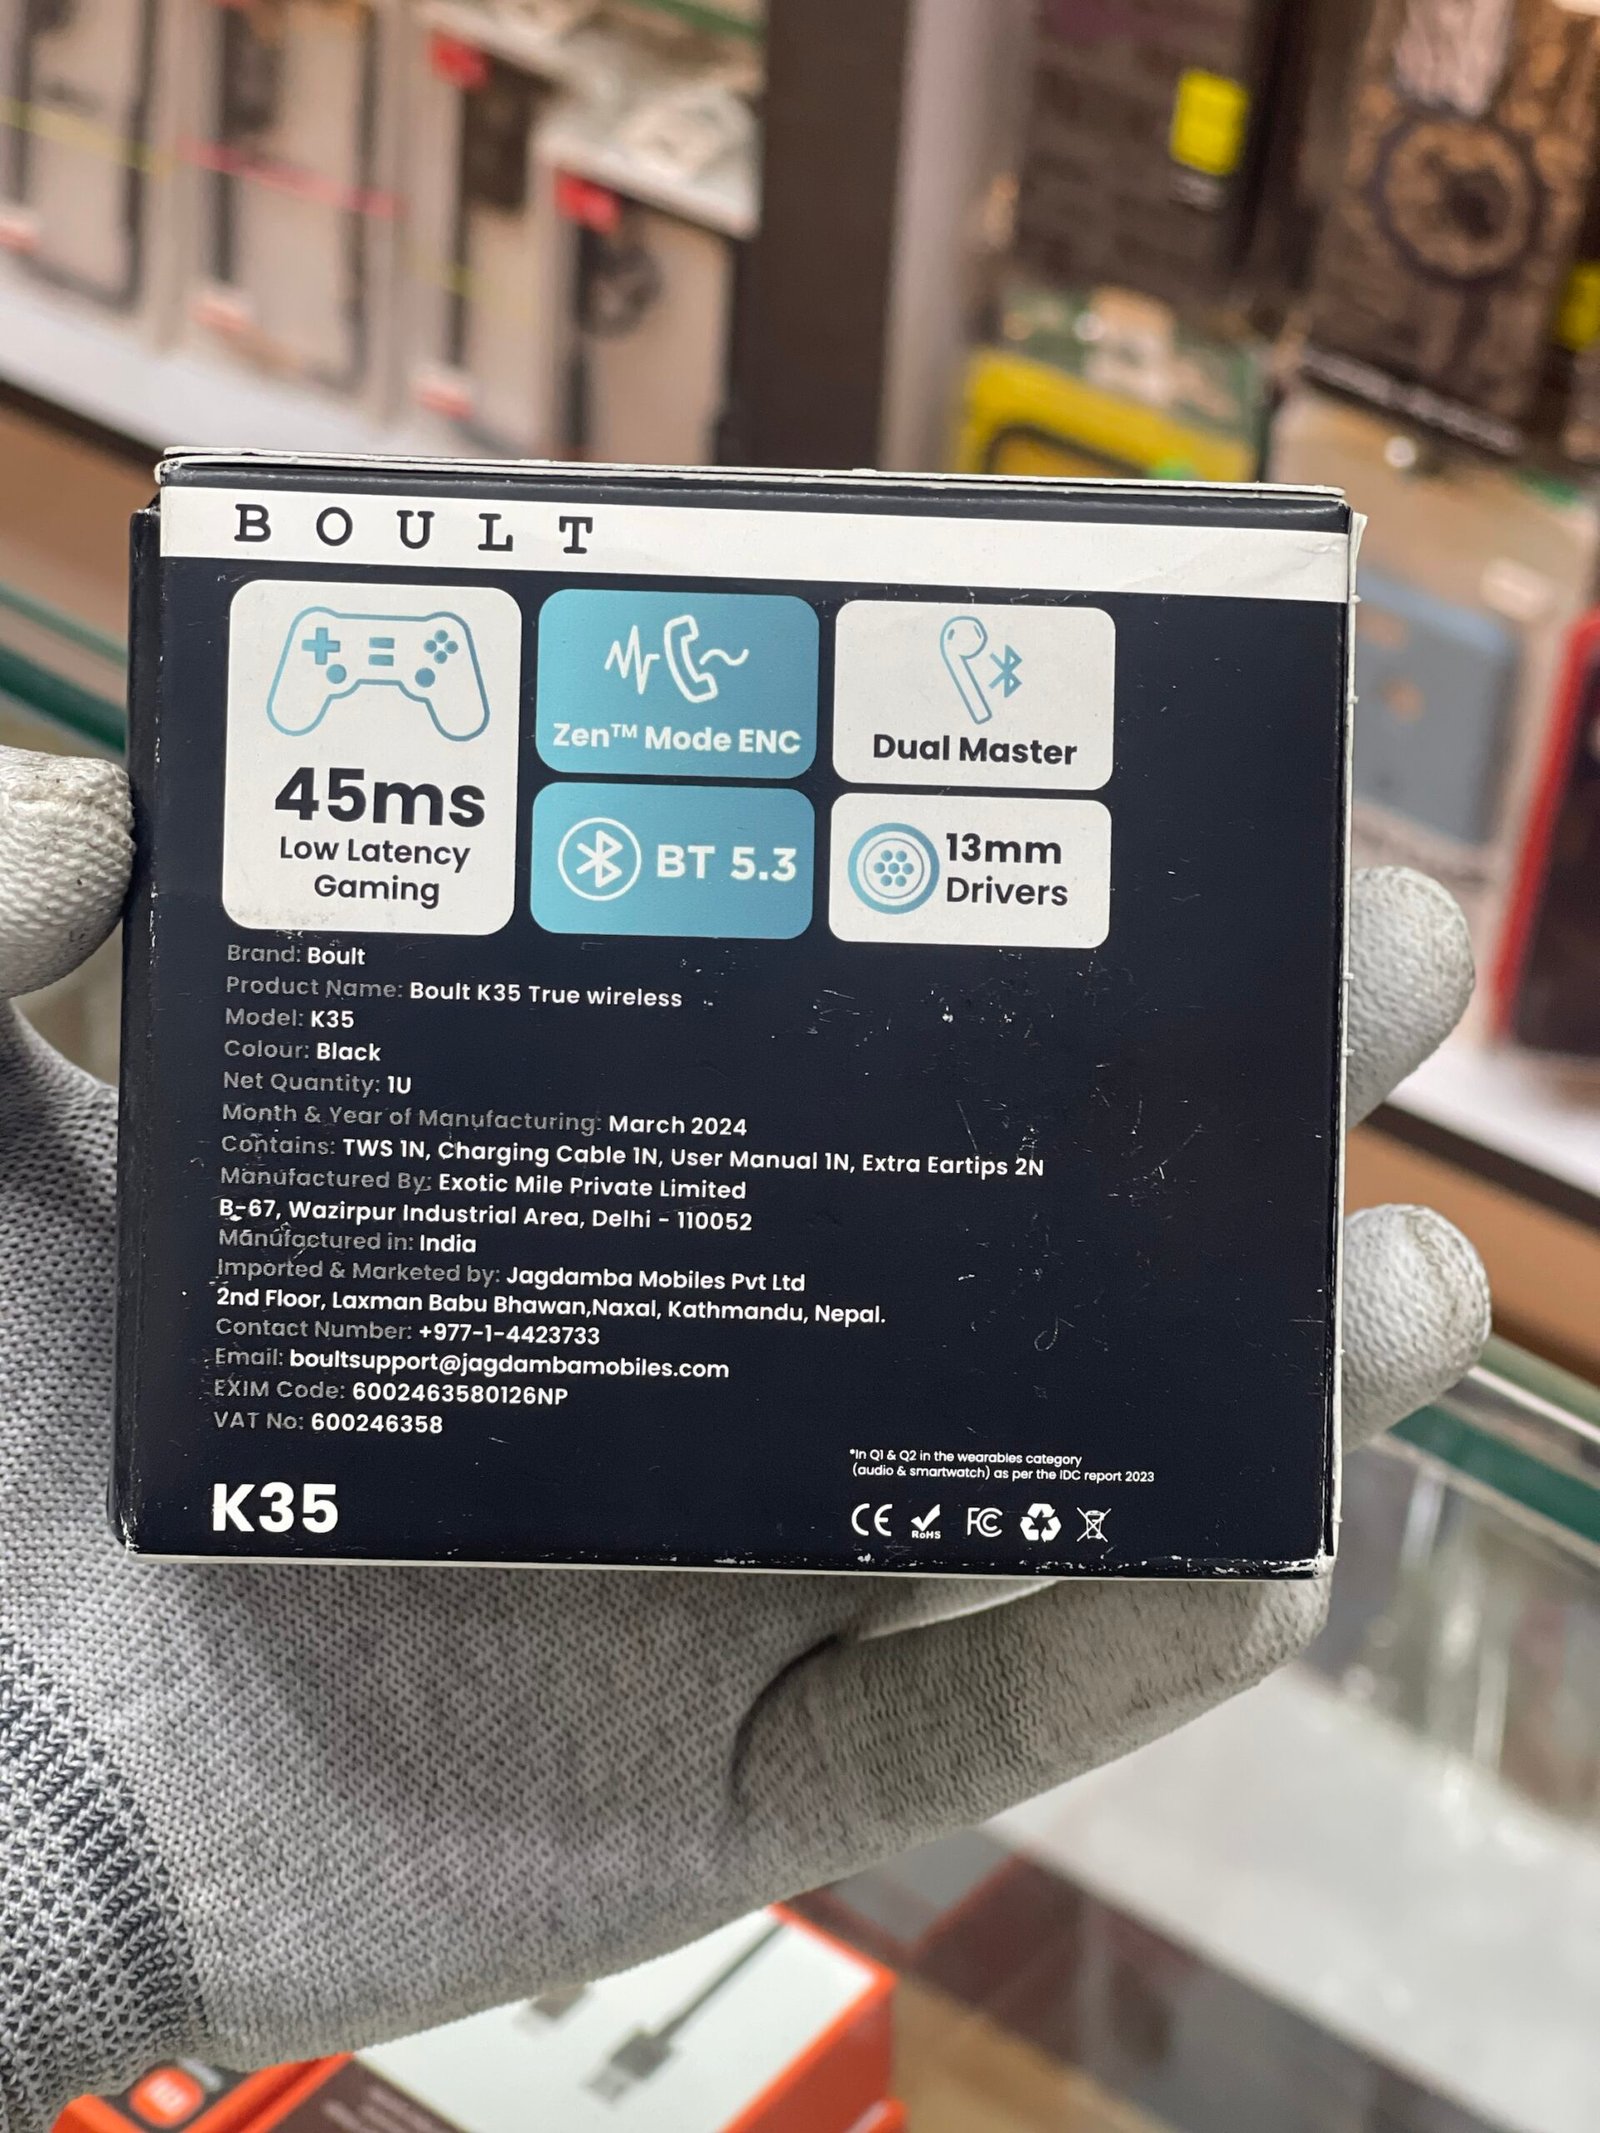 BOULT
45ms
Low Latency
Gaming
Zen™ Mode ENC
Dual Master
BT 5.3
13mm
Drivers
Brand: Boult
Product Name: Boult K35 True wireless
Model: K35
Colour: Black
Net Quantity: 1U
Month & Year of Manufacturing: March 2024
Contains: TWS 1N, Charging Cable 1N, User Manual 1N, Extra Eartips 2N
Manufactured By: Exotic Mile Private Limited
B-67, Wazirpur Industrial Area, Delhi - 110052
Manufactured in: India
Imported & Marketed by: Jagdamba Mobiles Pvt Ltd
2nd Floor, Laxman Babu Bhawan,Naxal, Kathmandu, Nepal.
Contact Number: +977-1-4423733
Email: boultsupport@jagdambamobiles.com
EXIM Code: 6002463580126NP
VAT No: 600246358
K35
*In Q1 & Q2 in the wearables category
(audio & smartwatch) as per the IDC report 2023
CE RoHS FC